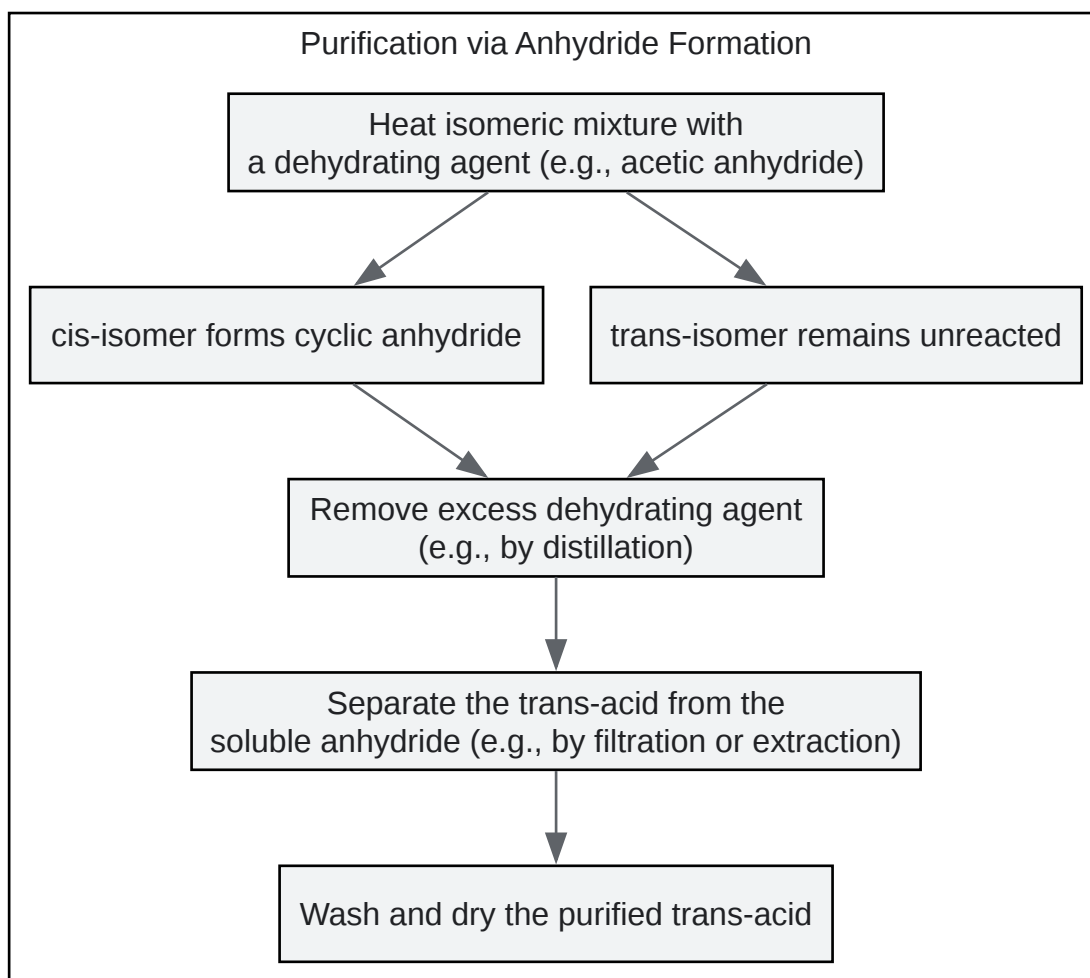 Purification via Anhydride Formation
Heat isomeric mixture with
a dehydrating agent (e.g., acetic anhydride)
cis-isomer forms cyclic anhydride
trans-isomer remains unreacted
Remove excess dehydrating agent
(e.g., by distillation)
Separate the trans-acid from the
soluble anhydride (e.g., by filtration or extraction)
Wash and dry the purified trans-acid